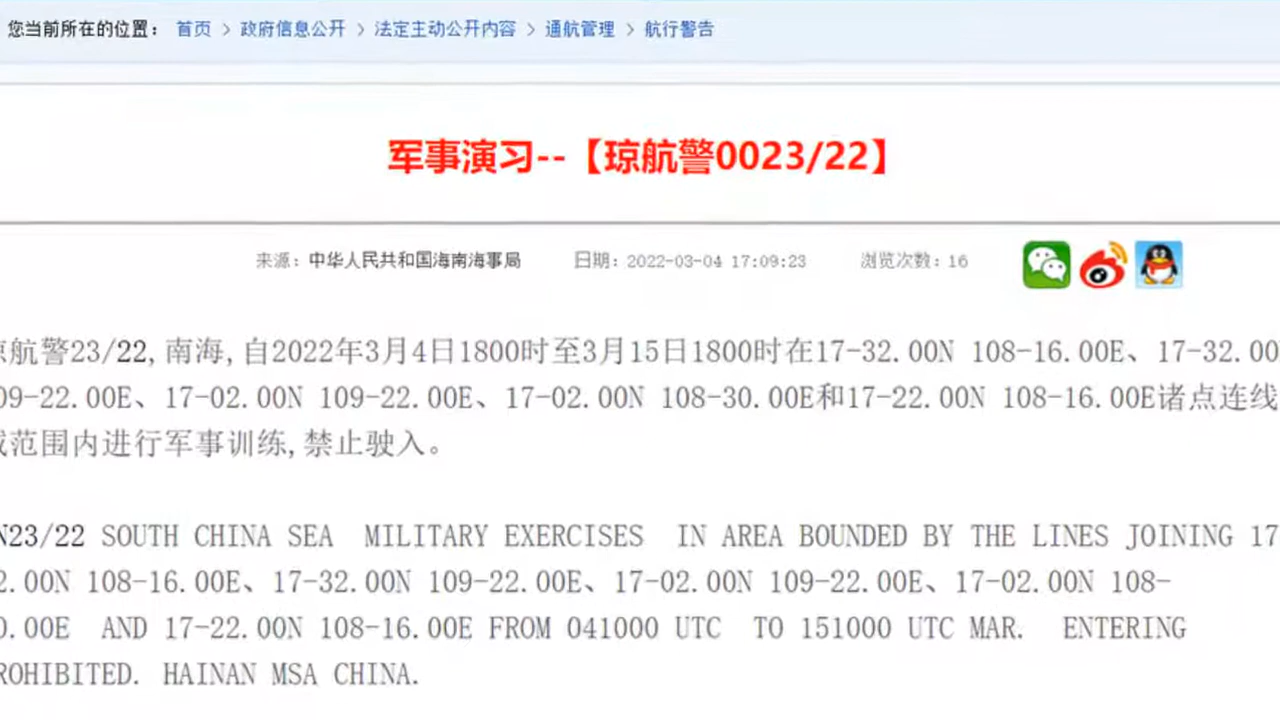 您当前所在的位置： 首页 > 政府信息公开 > 法定主动公开内容 > 通航管理 > 航行警告
军事演习--【琼航警0023/22】
来源：中华人民共和国海南海事局 日期：2022-03-04 17:09:23 浏览次数：16
航警23/22,南海,自2022年3月4日1800时至3月15日1800时在17-32.00N 108-16.00E、17-32.00
09-22.00E、17-02.00N 109-22.00E、17-02.00N 108-30.00E和17-22.00N 108-16.00E诸点连线
范围内进行军事训练,禁止驶入。
N23/22 SOUTH CHINA SEA MILITARY EXERCISES IN AREA BOUNDED BY THE LINES JOINING 17
2.00N 108-16.00E、17-32.00N 109-22.00E、17-02.00N 109-22.00E、17-02.00N 108-
0.00E AND 17-22.00N 108-16.00E FROM 041000 UTC TO 151000 UTC MAR. ENTERING
ROHIBITED. HAINAN MSA CHINA.